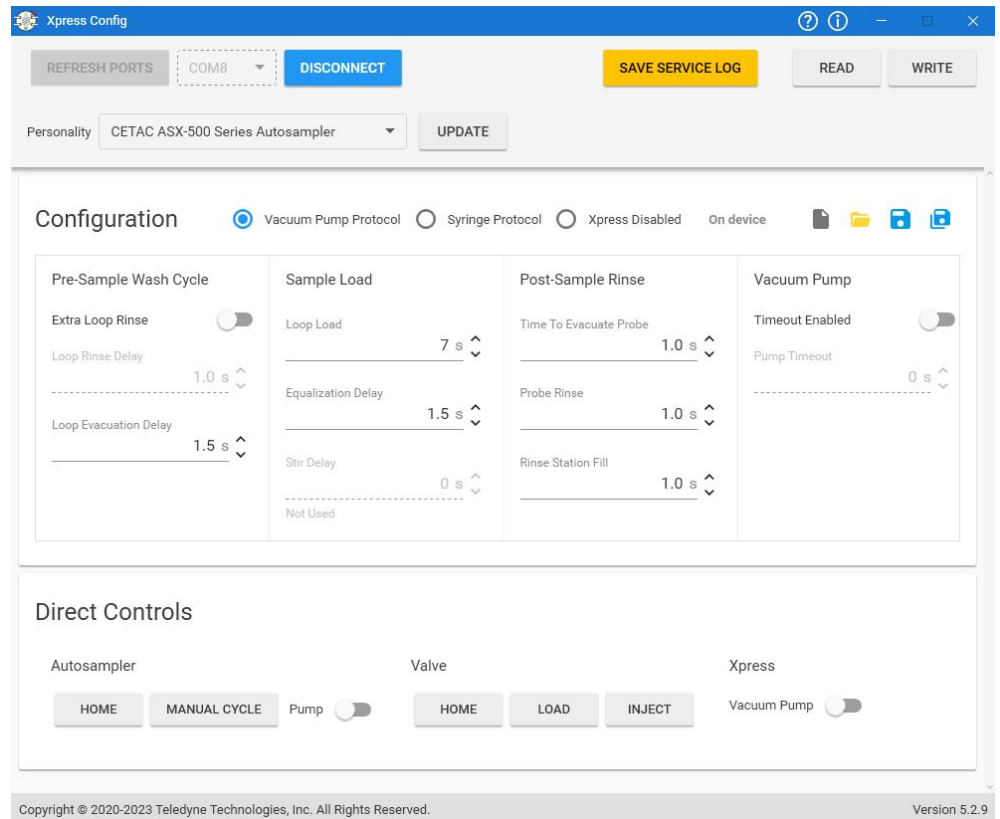 Xpress Config
REFRESH PORTS COM8 DISCONNECT SAVE SERVICE LOG READ WRITE
Personality CETAC ASX-500 Series Autosampler UPDATE
Configuration Vacuum Pump Protocol Syringe Protocol Xpress Disabled On device
Pre-Sample Wash Cycle
Extra Loop Rinse
Loop Rinse Delay
1.0 s
Loop Evacuation Delay
1.5 s
Sample Load
Loop Load
7 s
Equalization Delay
1.5 s
Stir Delay
0 s
Not Used
Post-Sample Rinse
Time To Evacuate Probe
1.0 s
Probe Rinse
1.0 s
Rinse Station Fill
1.0 s
Vacuum Pump
Timeout Enabled
Pump Timeout
0 s
Direct Controls
Autosampler
HOME MANUAL CYCLE Pump
Valve
HOME LOAD INJECT
Xpress
Vacuum Pump
Copyright © 2020-2023 Teledyne Technologies, Inc. All Rights Reserved. Version 5.2.9